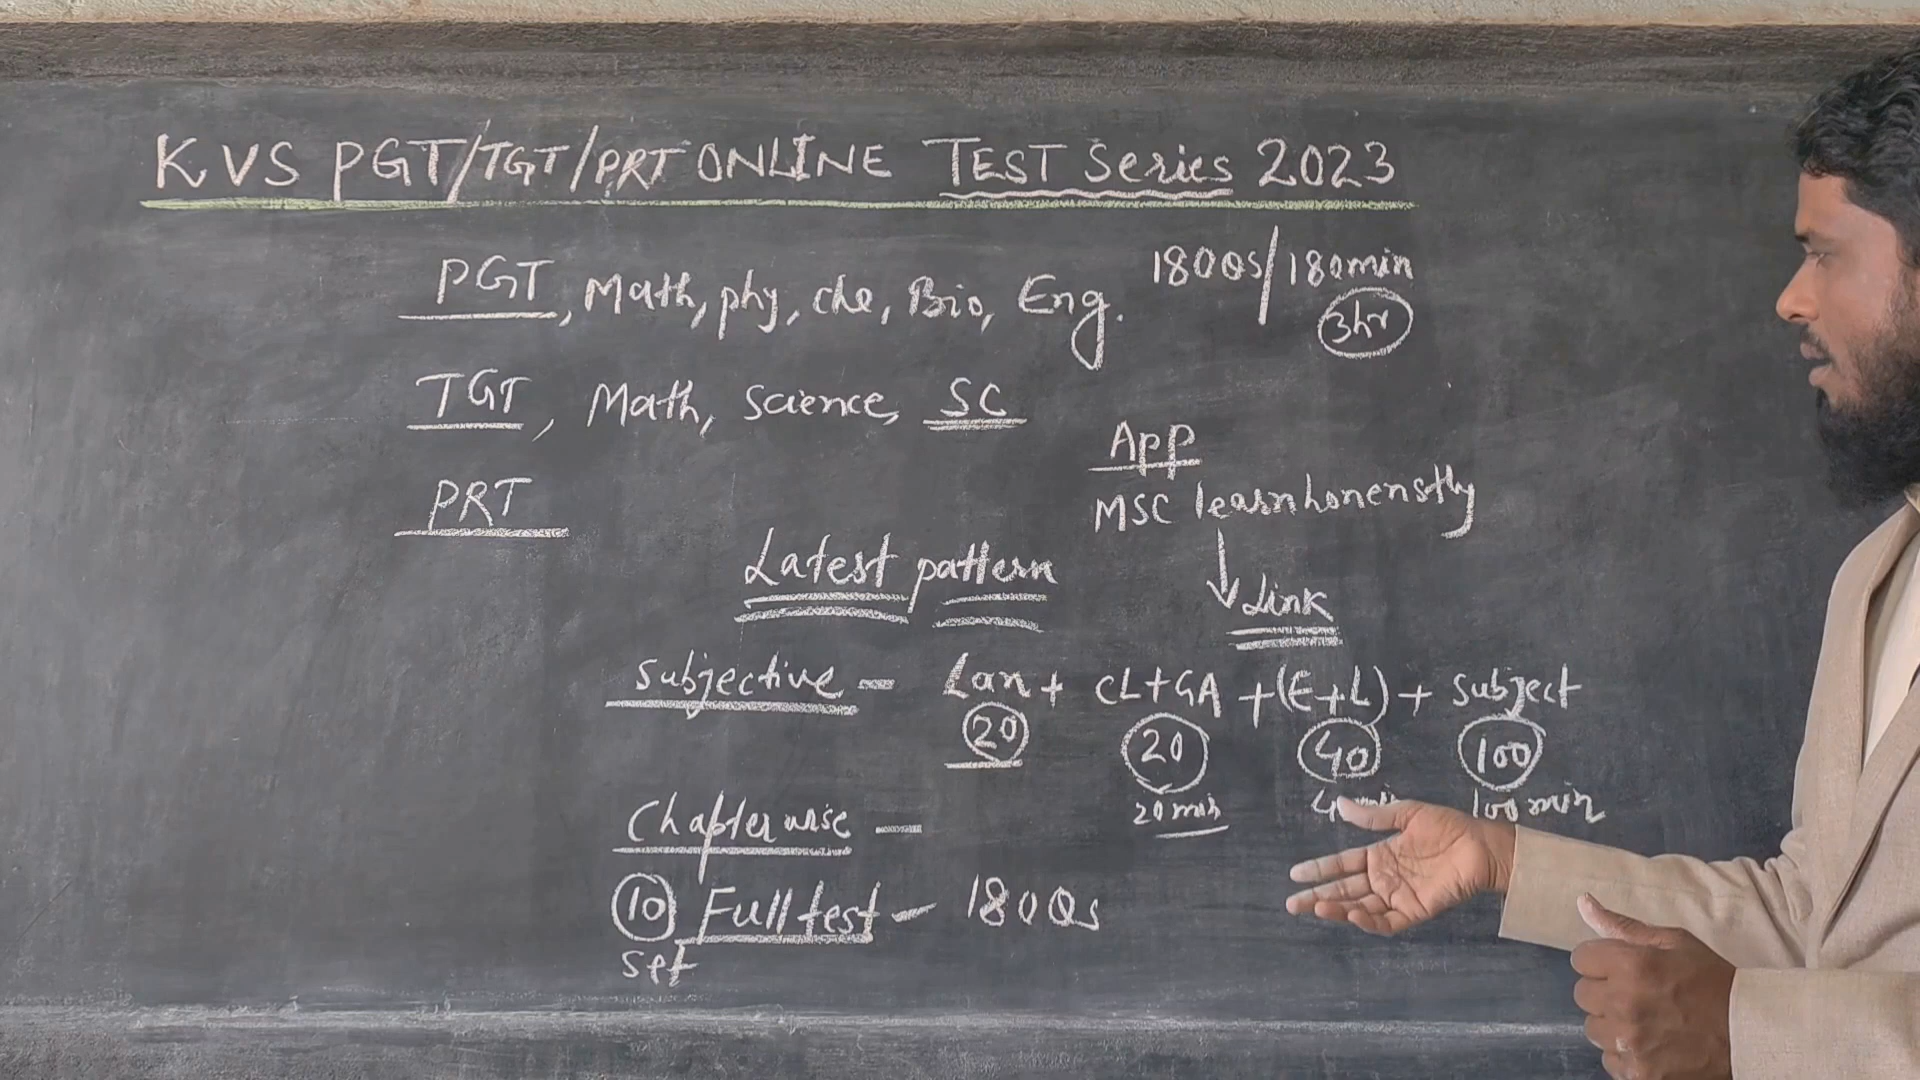 KVS PGT/TGT/PRT ONLINE TEST Series 2023
PGT, Math, phy, che, Bio, Eng.
180Qs/180min
3hr
TGT, Math, Science, SC
PRT
App
MSC learnhonenstly
Link
Latest pattern
Subjective - Lan + CL+GA + (E+L) + Subject
20 20 40 100
20 min 100 min
Chapter wise -
10 Full test - 180Qs
set